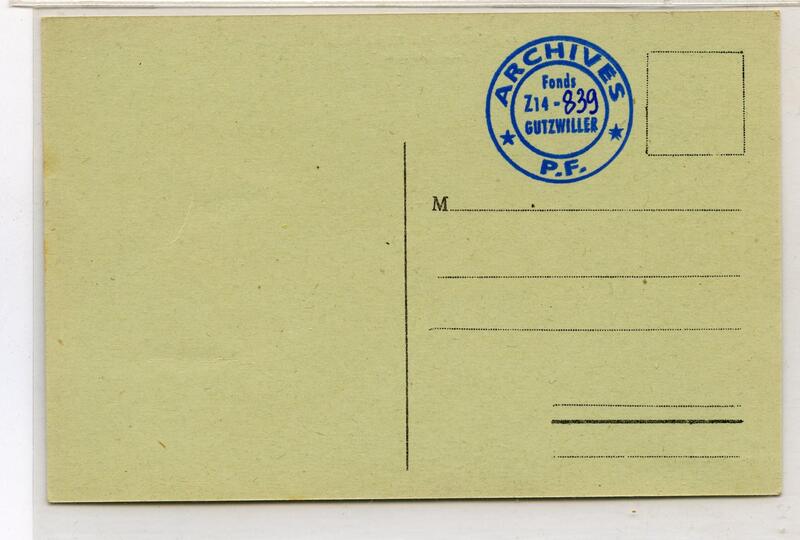 ARCHIVES
Fonds
Z14-839
GUTZWILLER
P.F.
M